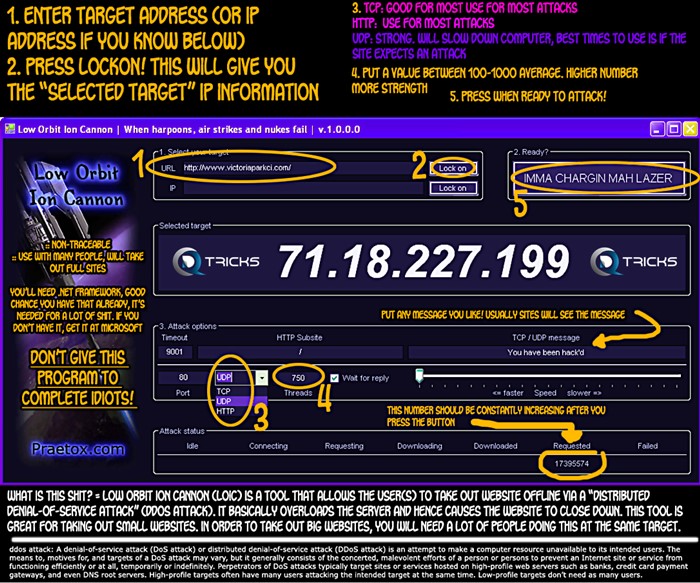 1. ENTER TARGET ADDRESS (OR IP
ADDRESS IF YOU KNOW BELOW)
2. PRESS LOCKON! THIS WILL GIVE YOU
THE "SELECTED TARGET" IP INFORMATION
3. TCP: GOOD FOR MOST USE FOR MOST ATTACKS
HTTP: USE FOR MOST ATTACKS
UDP: STRONG. WILL SLOW DOWN COMPUTER, BEST TIMES TO USE IS IF THE
SITE EXPECTS AN ATTACK
4. PUT A VALUE BETWEEN 100-1000 AVERAGE. HIGHER NUMBER
MORE STRENGTH
5. PRESS WHEN READY TO ATTACK!
Low Orbit Ion Cannon | When harpoons, air strikes and nukes fail | v.1.0.0.0
Low Orbit
Ion Cannon
:: NON-TRACEABLE
:: USE WITH MANY PEOPLE, WILL TAKE
OUT FULL SITES
YOU'LL NEED .NET FRAMEWORK, GOOD
CHANCE YOU HAVE THAT ALREADY, IT'S
NEEDED FOR A LOT OF SHIT. IF YOU
DON'T HAVE IT, GET IT AT MICROSOFT
DON'T GIVE THIS
PROGRAM TO
COMPLETE IDIOTS!
Praetox.com
1. Select your target
1 URL http://www.victoriaparkci.com/ 2 Lock on
IP Lock on
2. Ready?
IMMA CHARGIN MAH LAZER
5
Selected target
TRICKS 71.18.227.199 TRICKS
PUT ANY MESSAGE YOU LIKE! USUALLY SITES WILL SEE THE MESSAGE
3. Attack options
Timeout HTTP Subsite TCP / UDP message
9001 / You have been hack'd
80 UDP 750 Wait for reply
TCP
UDP
HTTP
Port 3 Threads 4 <= faster Speed slower =>
THIS NUMBER SHOULD BE CONSTANTLY INCREASING AFTER YOU
PRESS THE BUTTON
Attack status
Idle Connecting Requesting Downloading Downloaded Requested Failed
17395574
WHAT IS THIS SHIT? = LOW ORBIT ION CANNON (LOIC) IS A TOOL THAT ALLOWS THE USER(S) TO TAKE OUT WEBSITE OFFLINE VIA A "DISTRIBUTED
DENIAL-OF-SERVICE ATTACK" (DDOS ATTACK). IT BASICALLY OVERLOADS THE SERVER AND HENCE CAUSES THE WEBSITE TO CLOSE DOWN. THIS TOOL IS
GREAT FOR TAKING OUT SMALL WEBSITES. IN ORDER TO TAKE OUT BIG WEBSITES, YOU WILL NEED A LOT OF PEOPLE DOING THIS AT THE SAME TARGET.
ddos attack: A denial-of-service attack (DoS attack) or distributed denial-of-service attack (DDoS attack) is an attempt to make a computer resource unavailable to its intended users. The
means to, motives for, and targets of a DoS attack may vary, but it generally consists of the concerted, malevolent efforts of a person or persons to prevent an Internet site or service from
functioning efficiently or at all, temporarily or indefinitely. Perpetrators of DoS attacks typically target sites or services hosted on high-profile web servers such as banks, credit card payment
gateways, and even DNS root servers. High-profile targets often have many users attacking the intended target at the same time. Low-profile targets don't need as many users.